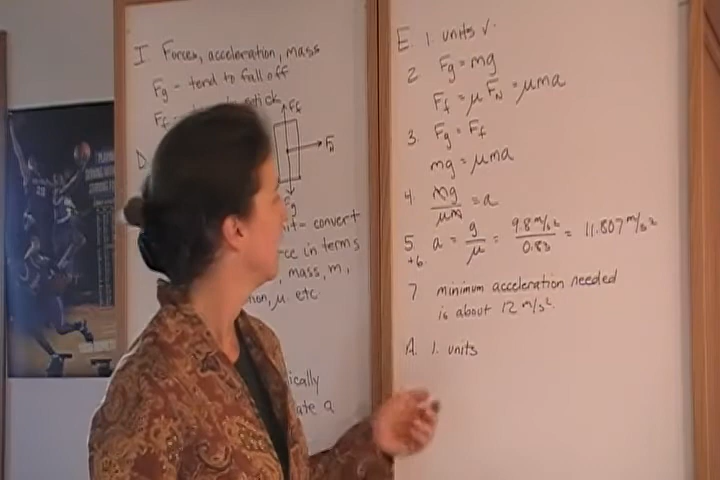 I Forces, acceleration, mass
Fg - tend to fall off
Ff
stick
Ff
D
FN
Fg
- convert
ce in terms
, mass, m,
ion, μ. etc.
ically
ate a
E. 1. units ✓
2. Fg = mg
Ff = μ FN = μma
3. Fg = Ff
mg = μma
4. mg/μm = a
5. a = g/μ = 9.8 m/s²/0.83 = 11.807 m/s²
+6.
7 minimum acceleration needed
is about 12 m/s².
A. 1. units